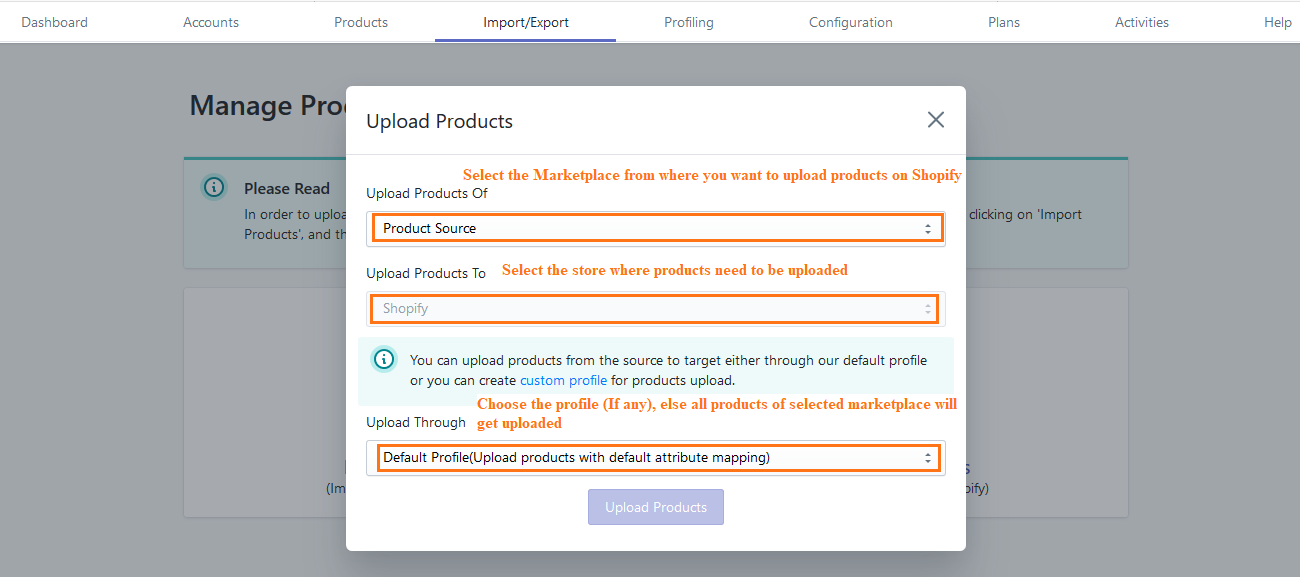 Dashboard Accounts Products Import/Export Profiling Configuration Plans Activities Help
Manage Pro
Upload Products
Please Read
In order to uploa
clicking on 'Import
Products', and th
Select the Marketplace from where you want to upload products on Shopify
Upload Products Of
Product Source
Upload Products To
Select the store where products need to be uploaded
Shopify
You can upload products from the source to target either through our default profile
or you can create custom profile for products upload.
Choose the profile (If any), else all products of selected marketplace will
get uploaded
Upload Through
Default Profile(Upload products with default attribute mapping)
(Im
pify)
Upload Products